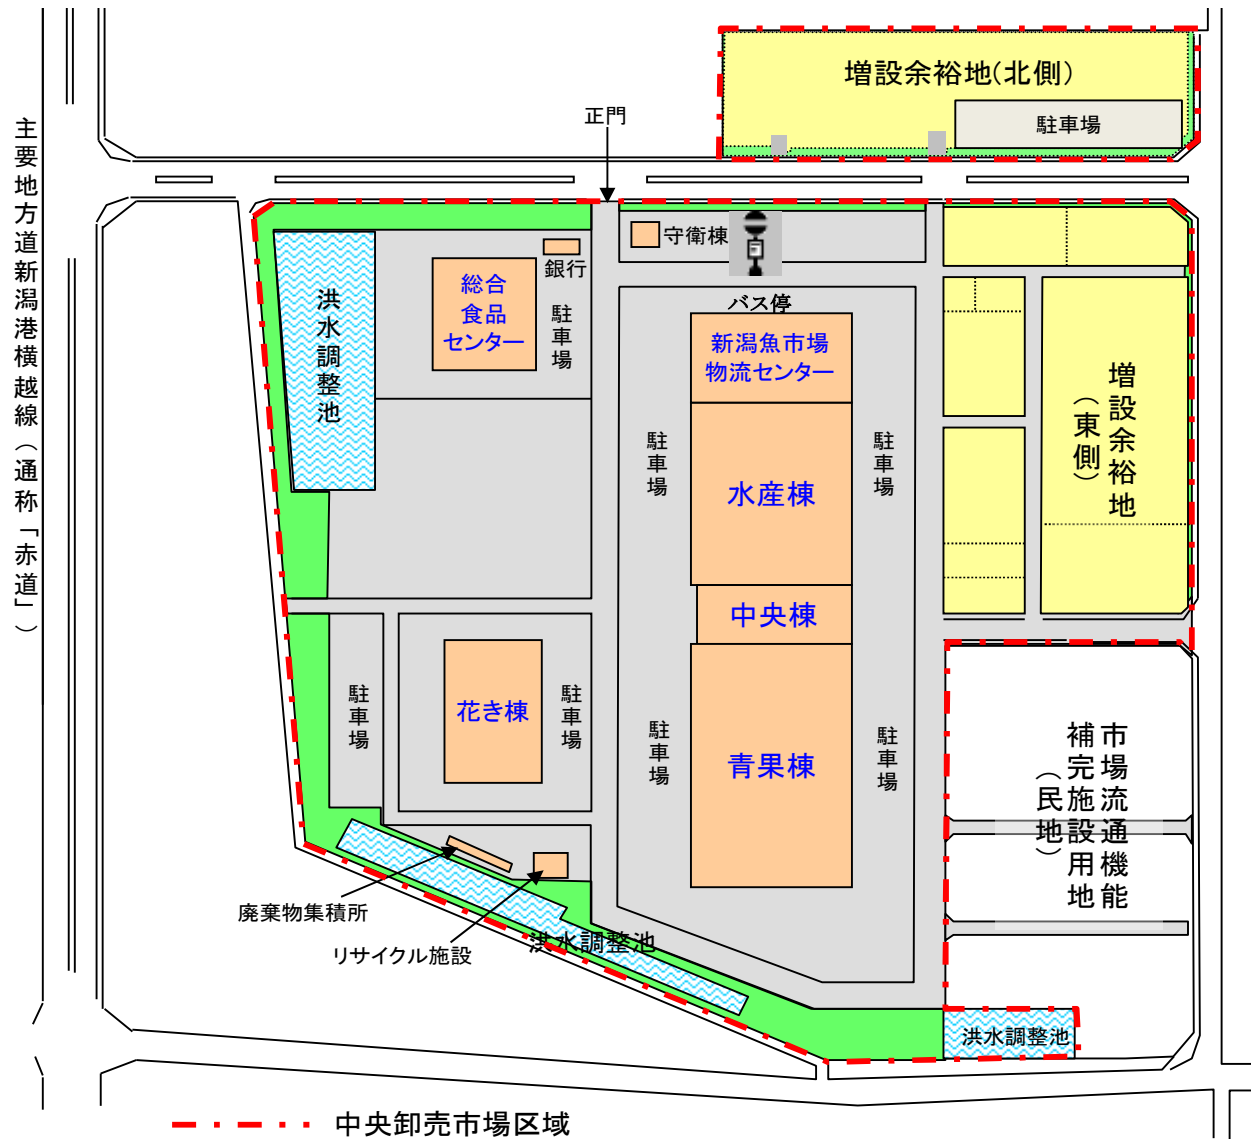 増設余裕地(北側)
駐車場
正門
主要地方道新潟港横越線（通称「赤道」）
守衛棟
銀行
バス停
総合
食品
センター
駐車場
洪水調整池
新潟魚市場
物流センター
増設余裕地
（東側）
駐車場
駐車場
水産棟
中央棟
駐車場
花き棟
駐車場
駐車場
青果棟
駐車場
市場流通機能
補完施設用地
（民地）
廃棄物集積所
リサイクル施設
洪水調整池
洪水調整池
中央卸売市場区域